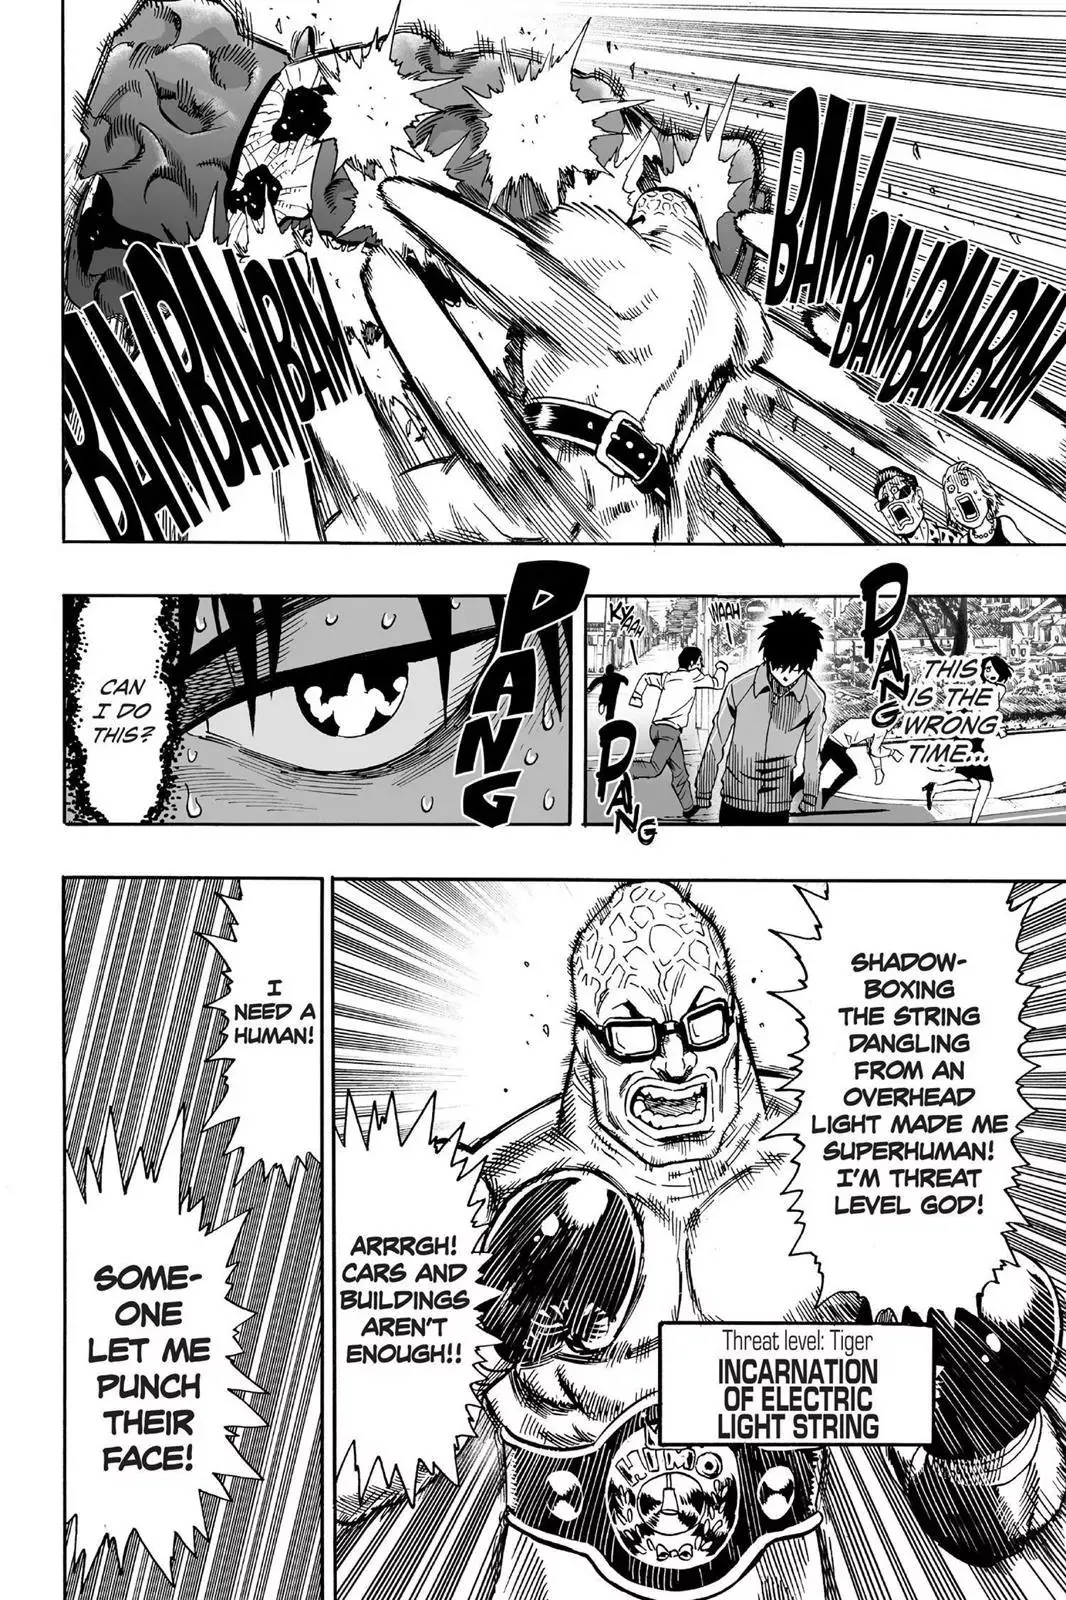 BAMBAMBAMBAMBAM
BAMBAMBAMBAM
KYAAH
WAAH
DANG
THIS
IS THE
WRONG
TIME...
DANG
DANG
CAN
I DO
THIS?
SHADOW-
BOXING
THE STRING
DANGLING
FROM AN
OVERHEAD
LIGHT MADE ME
SUPERHUMAN!
I'M THREAT
LEVEL GOD!
Threat level: Tiger
INCARNATION
OF ELECTRIC
LIGHT STRING
HIMO
ARRRGH!
CARS AND
BUILDINGS
AREN'T
ENOUGH!!
I
NEED A
HUMAN!
SOME-
ONE
LET ME
PUNCH
THEIR
FACE!